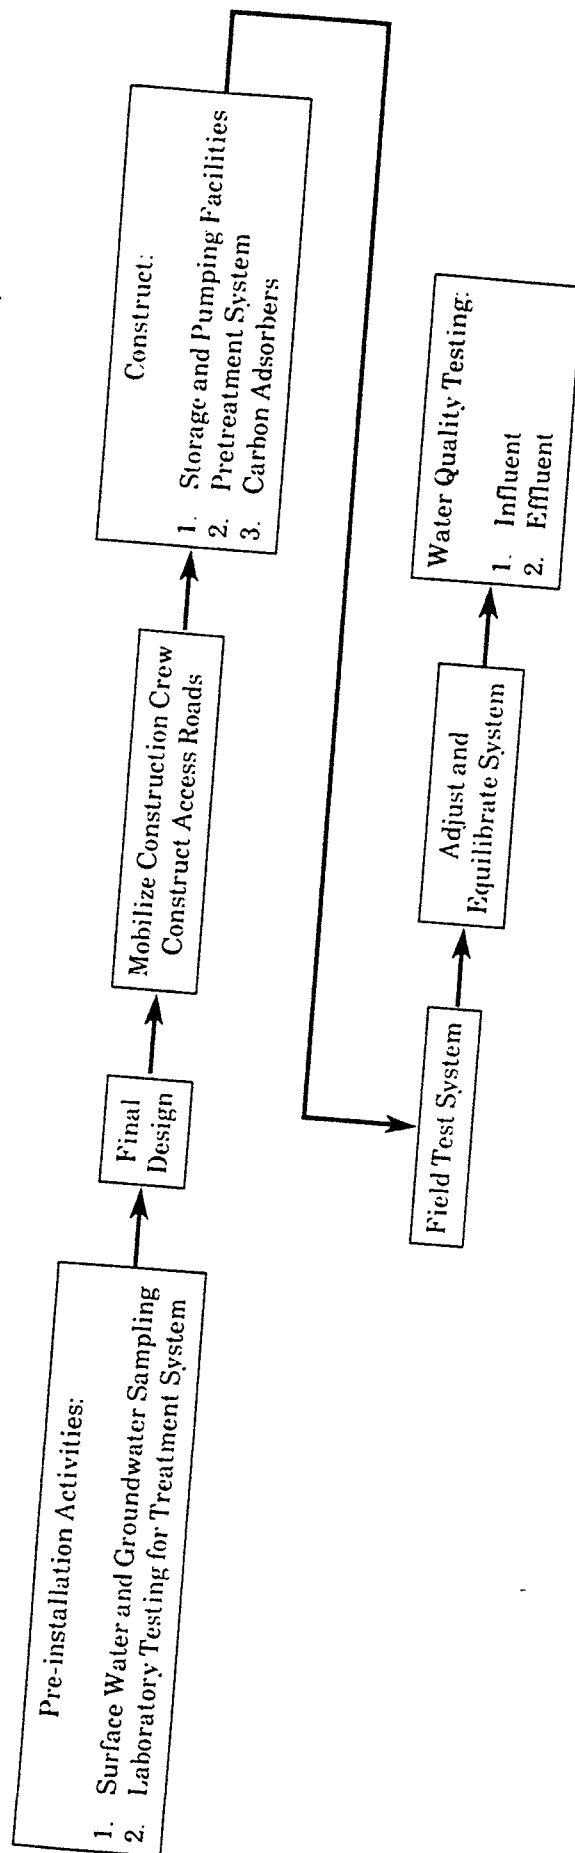 Pre-installation Activities:
1. Surface Water and Groundwater Sampling
2. Laboratory Testing for Treatment System
Final
Design
Mobilize Construction Crew
Construct Access Roads
Construct:
1. Storage and Pumping Facilities
2. Pretreatment System
3. Carbon Adsorbers
Field Test System
Adjust and
Equilibrate System
Water Quality Testing:
1. Influent
2. Effluent